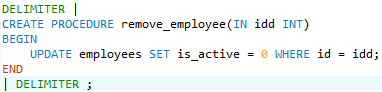 DELIMITER |
CREATE PROCEDURE remove_employee(IN idd INT)
BEGIN
    UPDATE employees SET is_active = 0 WHERE id = idd;
END
| DELIMITER ;